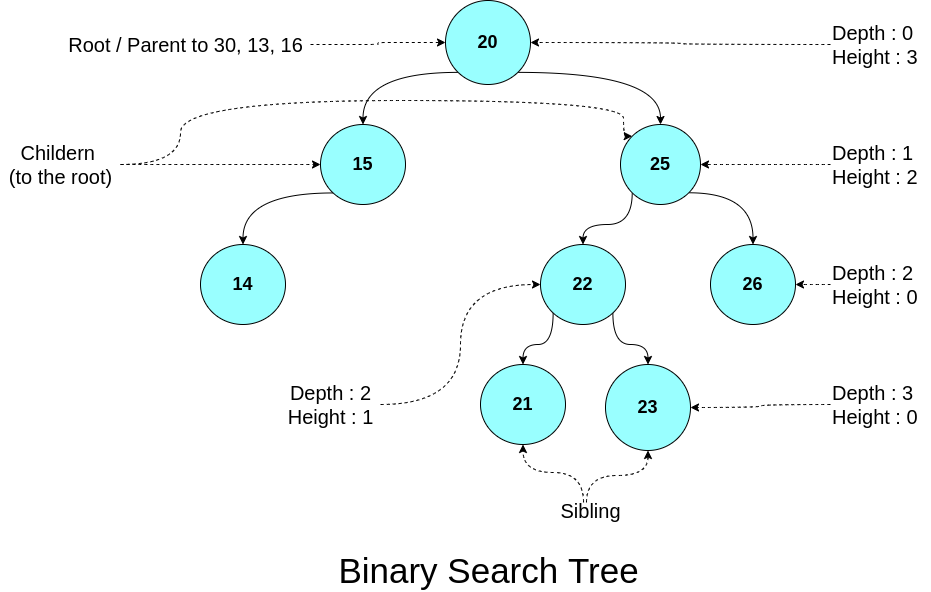 Root / Parent to 30, 13, 16
20
Depth : 0
Height : 3
Childern
(to the root)
15
25
Depth : 1
Height : 2
14
22
26
Depth : 2
Height : 0
Depth : 2
Height : 1
21
23
Depth : 3
Height : 0
Sibling
Binary Search Tree